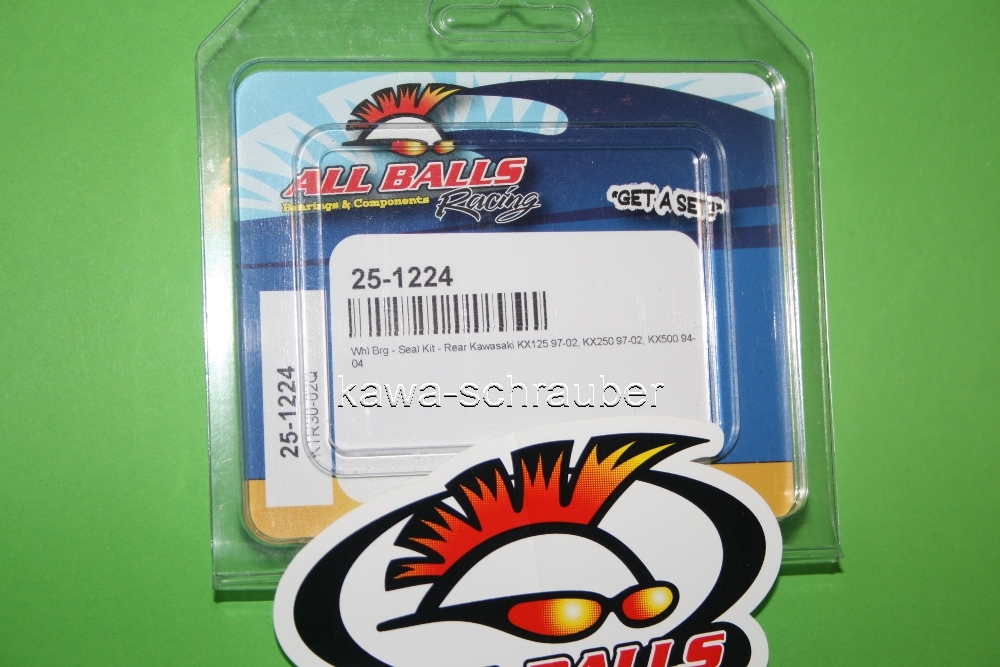 ALL BALLS
Bearings & Components
Racing
"GET A SET!"
25-1224
Whl Brg - Seal Kit - Rear Kawasaki KX125 97-02, KX250 97-02, KX500 94-
04
25-1224
kawa-schrauber
BALLS